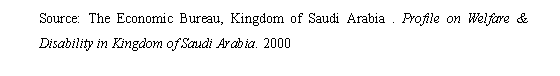 Source: The Economic Bureau, Kingdom of Saudi Arabia . Profile on Welfare &
Disability in Kingdom of Saudi Arabia. 2000